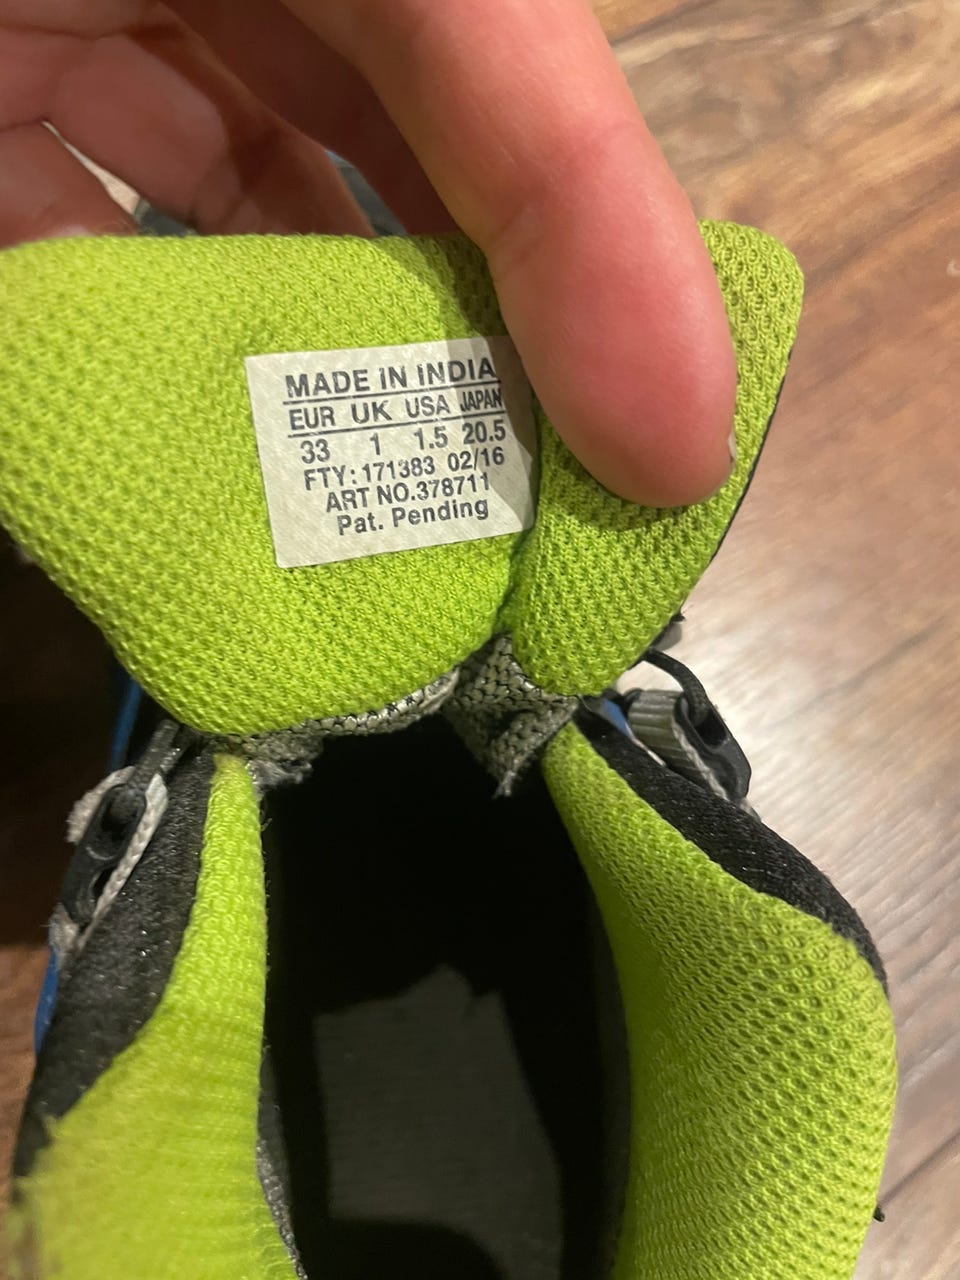 MADE IN INDIA
EUR UK USA JAPAN
33 1 1.5 20.5
FTY: 171383 02/16
ART NO.378711
Pat. Pending